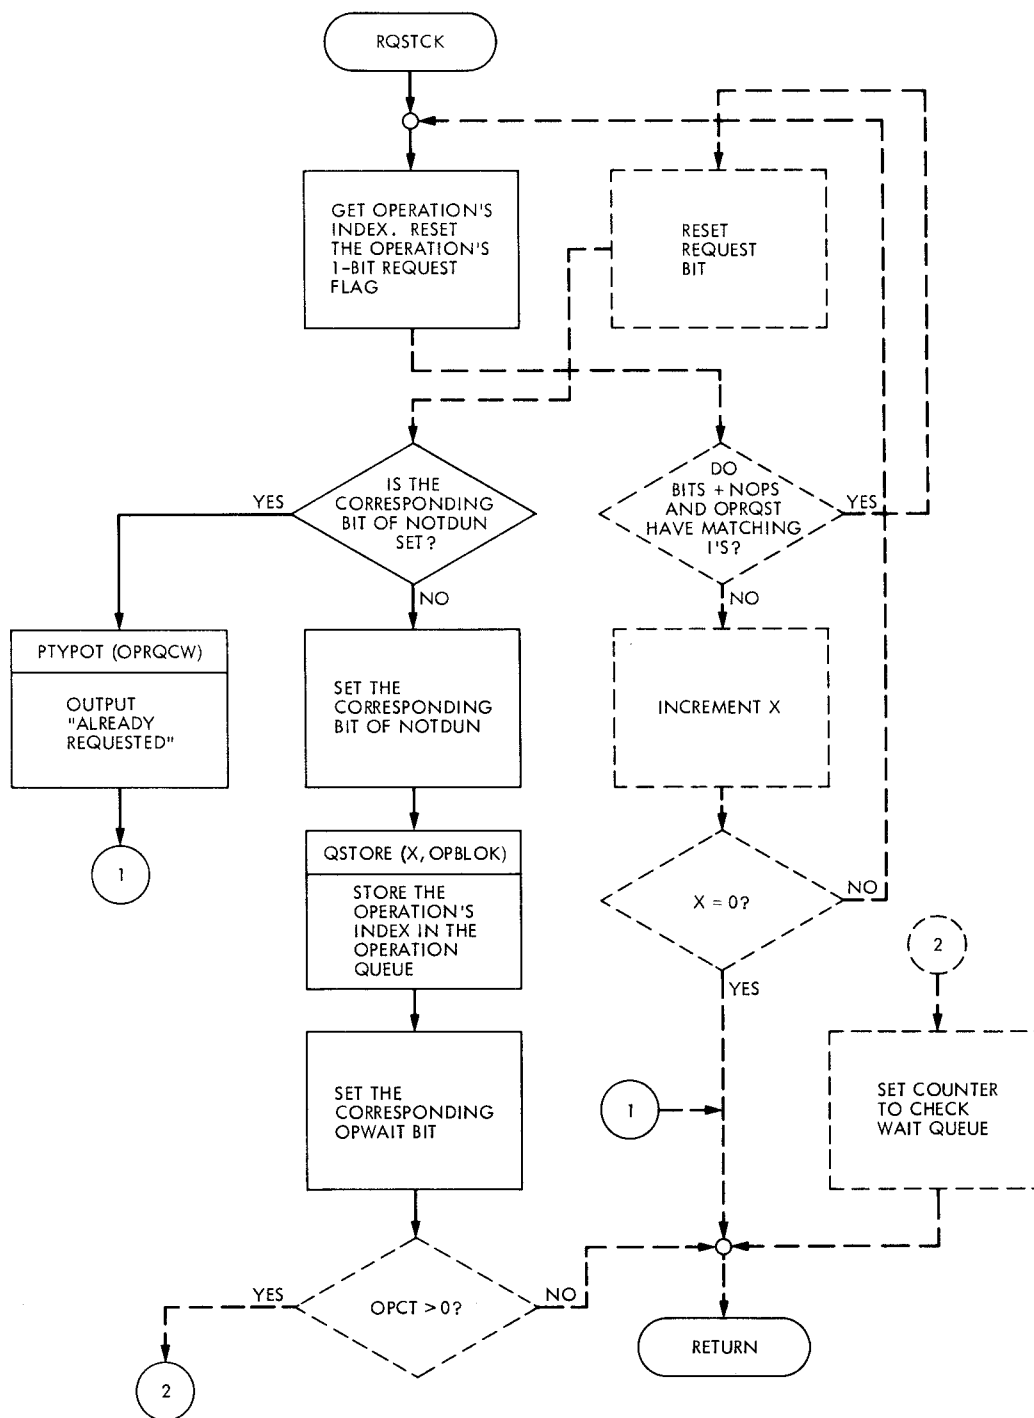 RQSTCK
GET OPERATION'S
INDEX. RESET
THE OPERATION'S
1-BIT REQUEST
FLAG
RESET
REQUEST
BIT
IS THE
CORRESPONDING
BIT OF NOTDUN
SET?
YES
NO
DO
BITS + NOPS
AND OPRQST
HAVE MATCHING
I'S?
YES
NO
PTYPOT (OPRQCW)
OUTPUT
"ALREADY
REQUESTED"
1
SET THE
CORRESPONDING
BIT OF NOTDUN
INCREMENT X
QSTORE (X, OPBLOK)
STORE THE
OPERATION'S
INDEX IN THE
OPERATION
QUEUE
X = 0?
NO
YES
2
SET THE
CORRESPONDING
OPWAIT BIT
1
SET COUNTER
TO CHECK
WAIT QUEUE
OPCT > 0?
YES
NO
2
RETURN